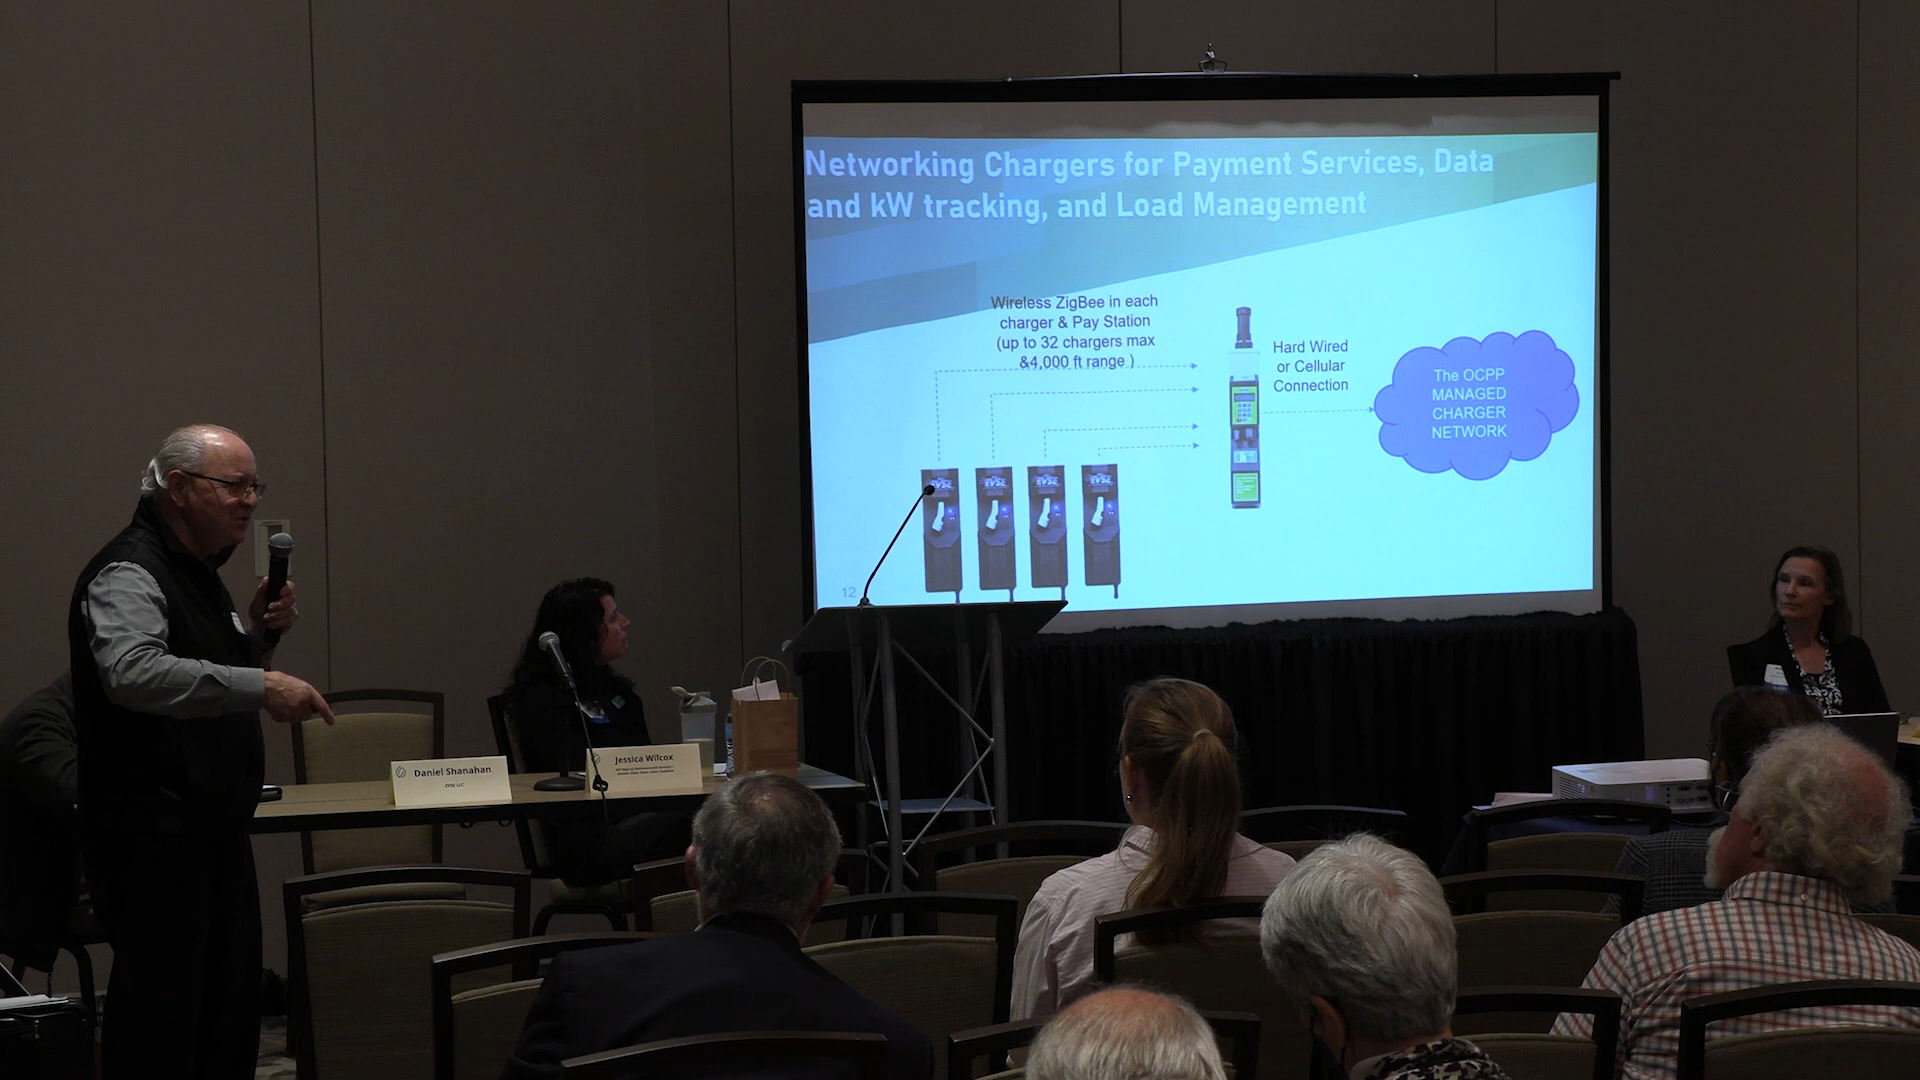 Networking Chargers for Payment Services, Data
and kW tracking, and Load Management
Wireless ZigBee in each
charger & Pay Station
(up to 32 chargers max
&4,000 ft range )
Hard Wired
or Cellular
Connection
The OCPP
MANAGED
CHARGER
NETWORK
EVSE
EVSE
EVSE
EVSE
12
Daniel Shanahan
EVSE LLC
Jessica Wilcox